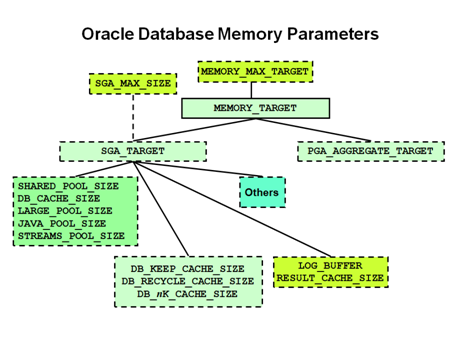 Oracle Database Memory Parameters
MEMORY_MAX_TARGET
SGA_MAX_SIZE
MEMORY_TARGET
SGA_TARGET
PGA_AGGREGATE_TARGET
SHARED_POOL_SIZE
DB_CACHE_SIZE
LARGE_POOL_SIZE
JAVA_POOL_SIZE
STREAMS_POOL_SIZE
Others
DB_KEEP_CACHE_SIZE
DB_RECYCLE_CACHE_SIZE
DB_nK_CACHE_SIZE
LOG_BUFFER
RESULT_CACHE_SIZE